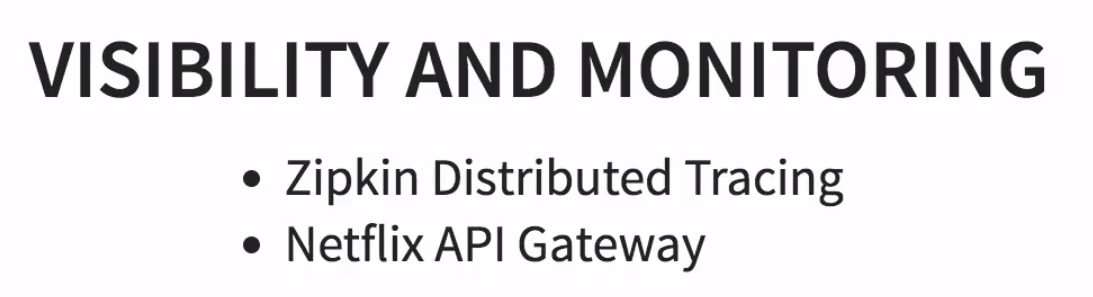 VISIBILITY AND MONITORING
• Zipkin Distributed Tracing
• Netflix API Gateway